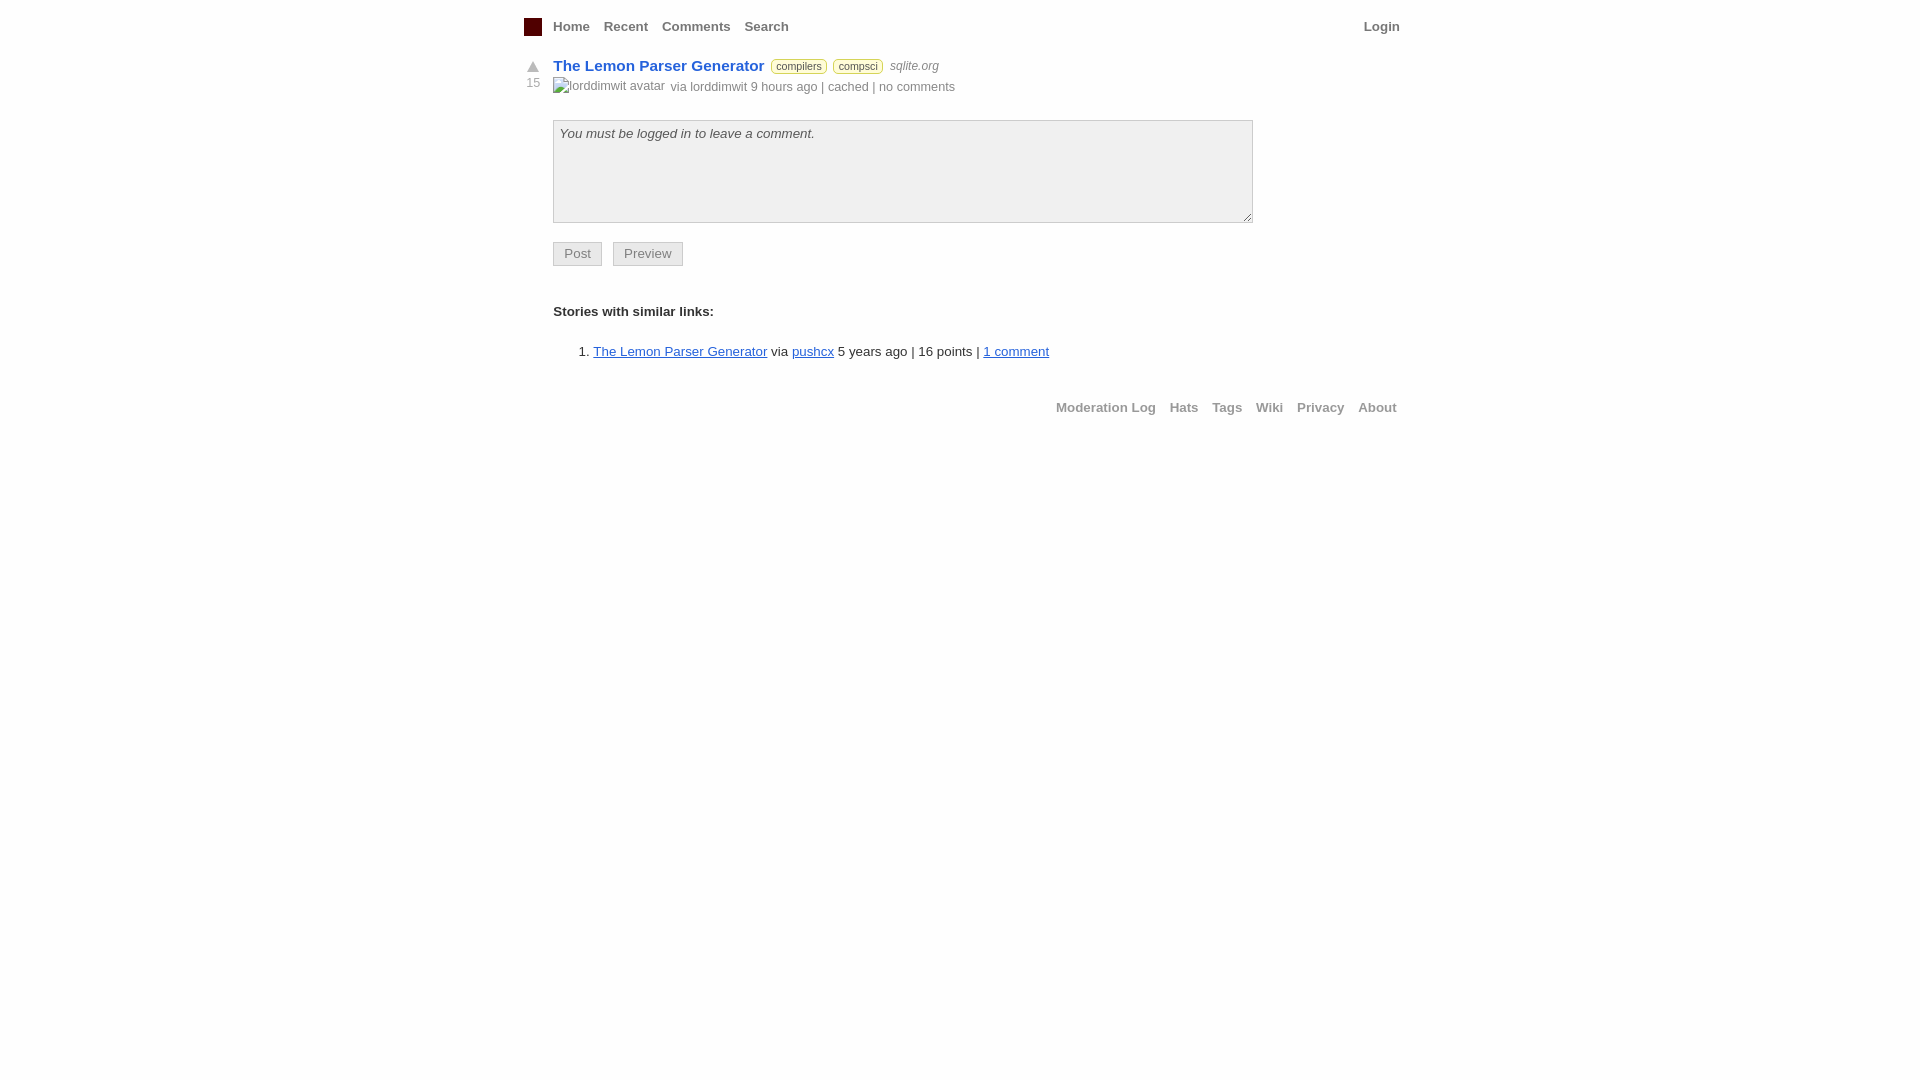 Home Recent Comments Search Login
The Lemon Parser Generator compilers compsci sqlite.org
15
lorddimwit avatar via lorddimwit 9 hours ago | cached | no comments
You must be logged in to leave a comment.
Post Preview
Stories with similar links:
1. The Lemon Parser Generator via pushcx 5 years ago | 16 points | 1 comment
Moderation Log Hats Tags Wiki Privacy About